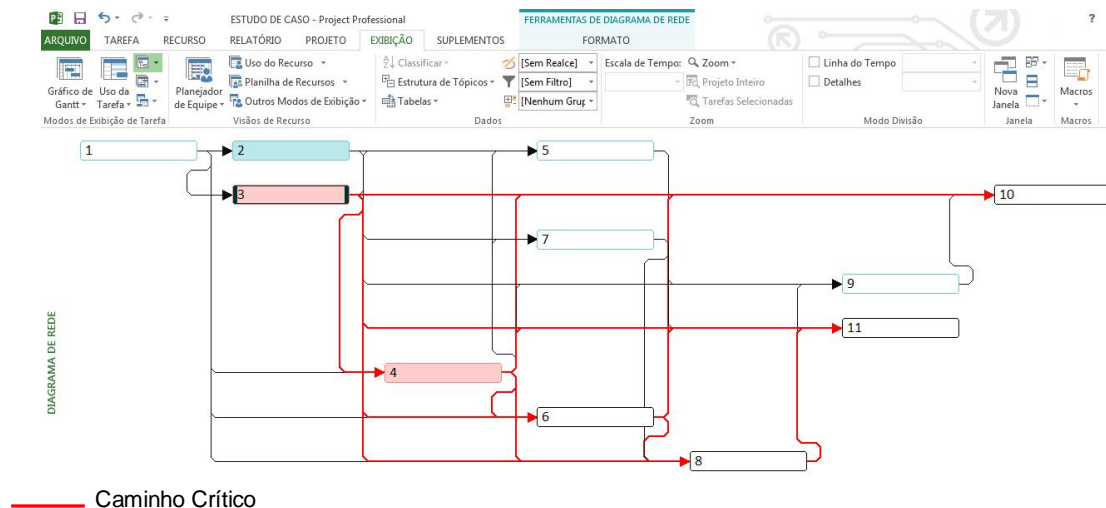 ESTUDO DE CASO - Project Professional
FERRAMENTAS DE DIAGRAMA DE REDE
?
ARQUIVO TAREFA RECURSO RELATÓRIO PROJETO EXIBIÇÃO SUPLEMENTOS FORMATO
Gráfico de Gantt
Uso da Tarefa
Modos de Exibição de Tarefa
Planejador de Equipe
Uso do Recurso
Planilha de Recursos
Outros Modos de Exibição
Visões de Recurso
Classificar
Estrutura de Tópicos
Tabelas
[Sem Realce]
[Sem Filtro]
[Nenhum Grup
Dados
Escala de Tempo:
Zoom
Projeto Inteiro
Tarefas Selecionadas
Zoom
Linha do Tempo
Detalhes
Modo Divisão
Nova Janela
Janela
Macros
Macros
DIAGRAMA DE REDE
1
2
5
3
10
7
9
11
4
6
8
Caminho Crítico